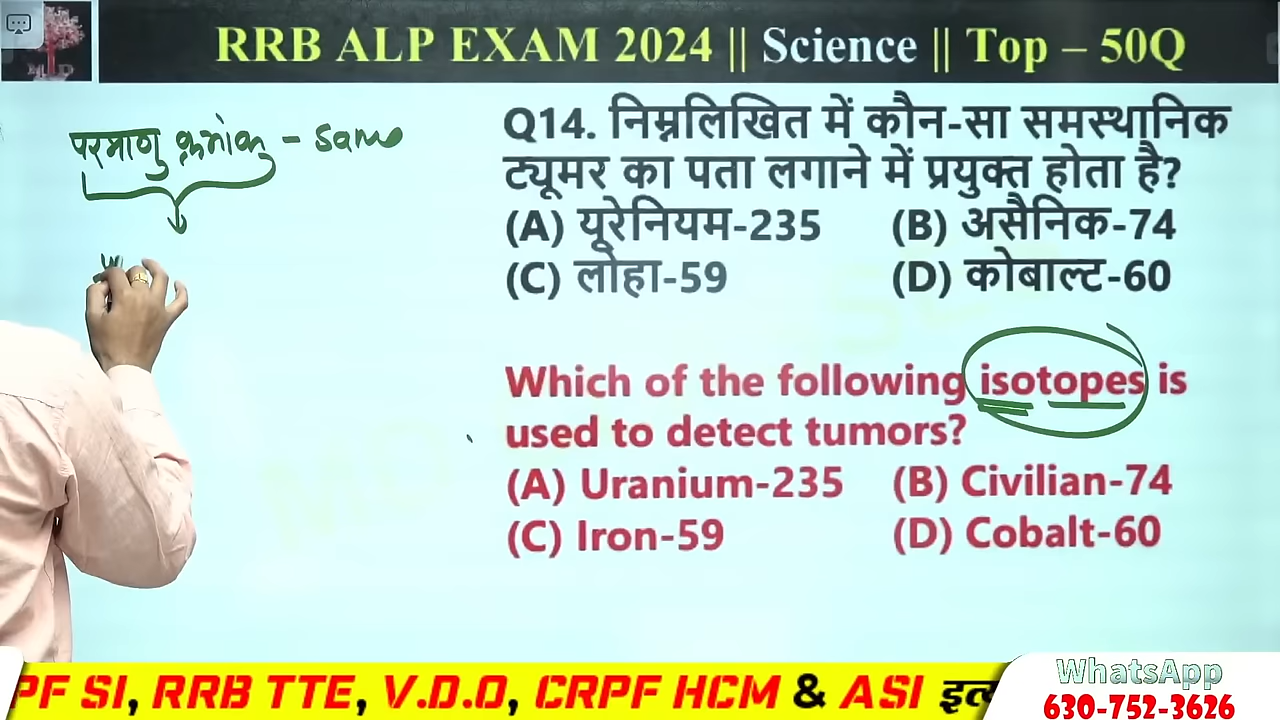 RRB ALP EXAM 2024 || Science || Top – 50Q
परमाणु क्रमांक – Same
Q14. निम्नलिखित में कौन-सा समस्थानिक
ट्यूमर का पता लगाने में प्रयुक्त होता है?
(A) यूरेनियम-235 (B) असैनिक-74
(C) लोहा-59 (D) कोबाल्ट-60
Which of the following isotopes is
used to detect tumors?
(A) Uranium-235 (B) Civilian-74
(C) Iron-59 (D) Cobalt-60
PF SI, RRB TTE, V.D.O, CRPF HCM & ASI
WhatsApp
630-752-3626